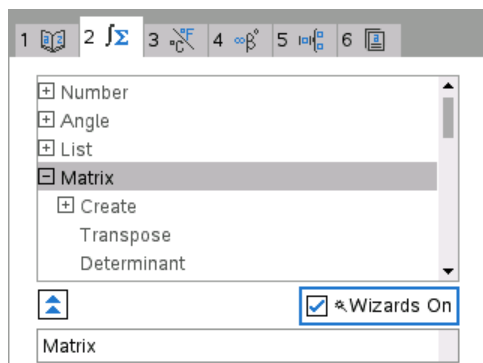 1 2 ∫Σ 3 °C°F 4 ∞β° 5 6
Number
Angle
List
Matrix
Create
Transpose
Determinant
Wizards On
Matrix